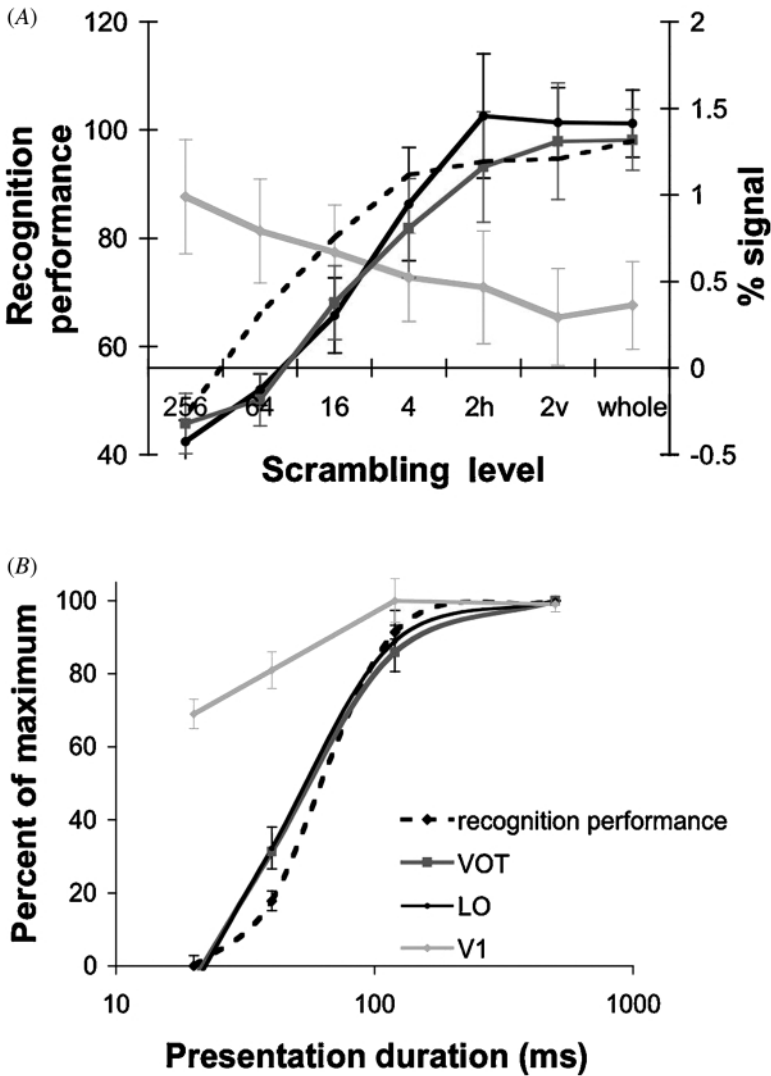 (A)
120
100
80
60
40
Recognition
performance
2
1.5
1
0.5
0
-0.5
% signal
256 64 16 4 2h 2v whole
Scrambling level
(B)
100
80
60
40
20
0
Percent of maximum
recognition performance
VOT
LO
V1
10 100 1000
Presentation duration (ms)